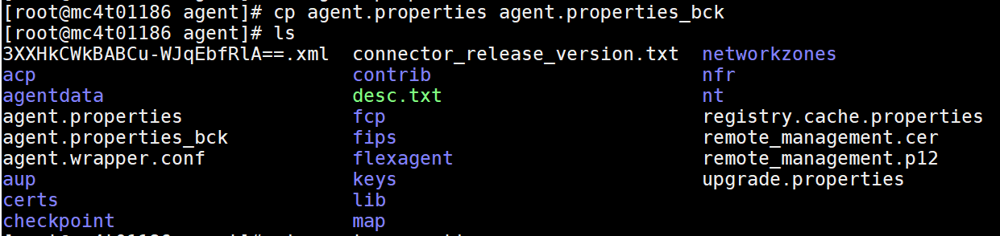 [root@mc4t01186 agent]# cp agent.properties agent.properties_bck
[root@mc4t01186 agent]# ls
3XXHkCWkBABCu-WJqEbfRlA==.xml  connector_release_version.txt  networkzones
acp                            contrib                        nfr
agentdata                      desc.txt                       nt
agent.properties               fcp                            registry.cache.properties
agent.properties_bck           fips                           remote_management.cer
agent.wrapper.conf             flexagent                      remote_management.p12
aup                            keys                           upgrade.properties
certs                          lib
checkpoint                     map